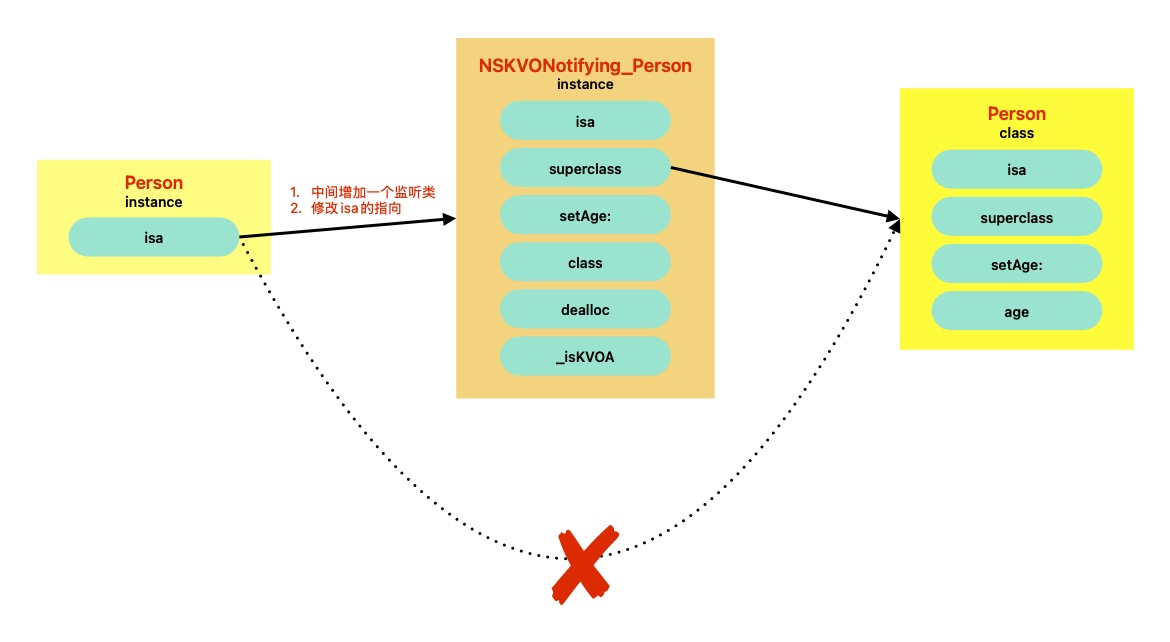 Person
instance
isa
1. 中间增加一个监听类
2. 修改isa的指向
NSKVONotifying_Person
instance
isa
superclass
setAge:
class
dealloc
_isKVOA
Person
class
isa
superclass
setAge:
age